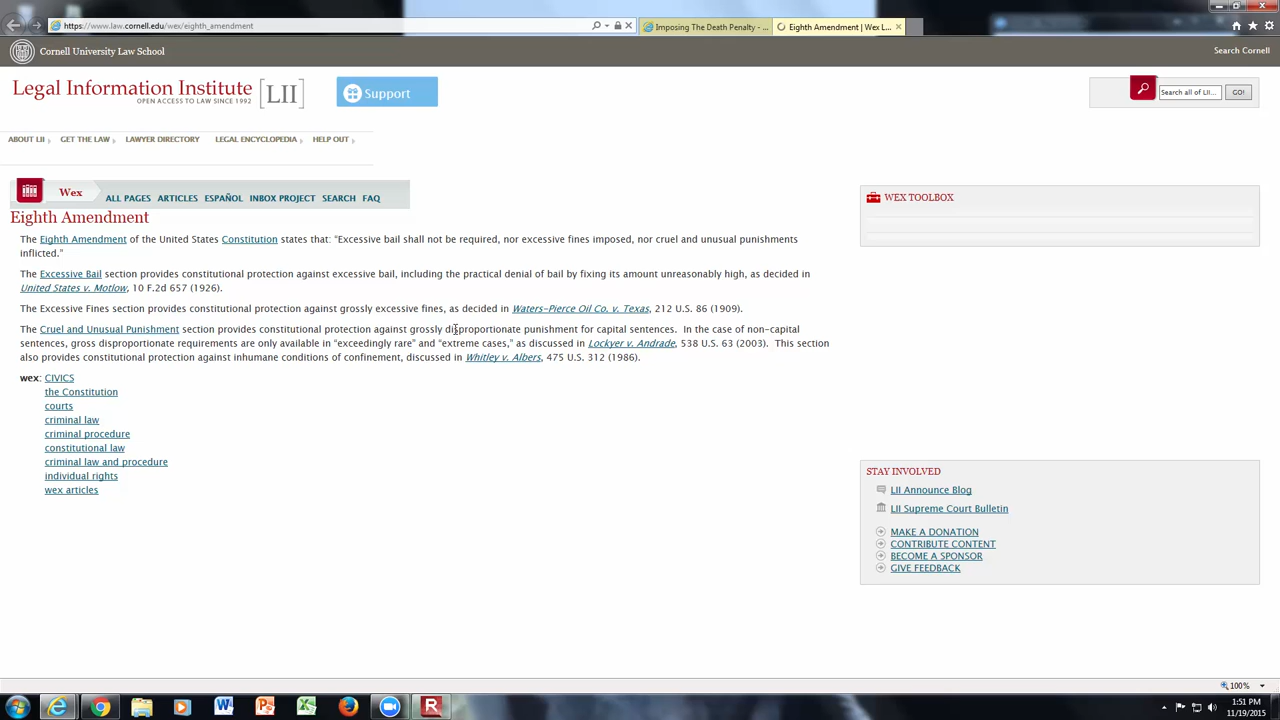 https://www.law.cornell.edu/wex/eighth_amendment
Imposing The Death Penalty - ...
Eighth Amendment | Wex L...
Cornell University Law School
Search Cornell
Legal Information Institute [LII]
OPEN ACCESS TO LAW SINCE 1992
Support
Search all of LII...
GO!
ABOUT LII
GET THE LAW
LAWYER DIRECTORY
LEGAL ENCYCLOPEDIA
HELP OUT
Wex
ALL PAGES ARTICLES ESPAÑOL INBOX PROJECT SEARCH FAQ
WEX TOOLBOX
Eighth Amendment
The Eighth Amendment of the United States Constitution states that: “Excessive bail shall not be required, nor excessive fines imposed, nor cruel and unusual punishments
inflicted.”
The Excessive Bail section provides constitutional protection against excessive bail, including the practical denial of bail by fixing its amount unreasonably high, as decided in
United States v. Motlow, 10 F.2d 657 (1926).
The Excessive Fines section provides constitutional protection against grossly excessive fines, as decided in Waters-Pierce Oil Co. v. Texas, 212 U.S. 86 (1909).
The Cruel and Unusual Punishment section provides constitutional protection against grossly disproportionate punishment for capital sentences. In the case of non-capital
sentences, gross disproportionate requirements are only available in “exceedingly rare” and “extreme cases,” as discussed in Lockyer v. Andrade, 538 U.S. 63 (2003). This section
also provides constitutional protection against inhumane conditions of confinement, discussed in Whitley v. Albers, 475 U.S. 312 (1986).
wex: CIVICS
the Constitution
courts
criminal law
criminal procedure
constitutional law
criminal law and procedure
individual rights
wex articles
STAY INVOLVED
LII Announce Blog
LII Supreme Court Bulletin
MAKE A DONATION
CONTRIBUTE CONTENT
BECOME A SPONSOR
GIVE FEEDBACK
100%
1:51 PM
11/19/2015